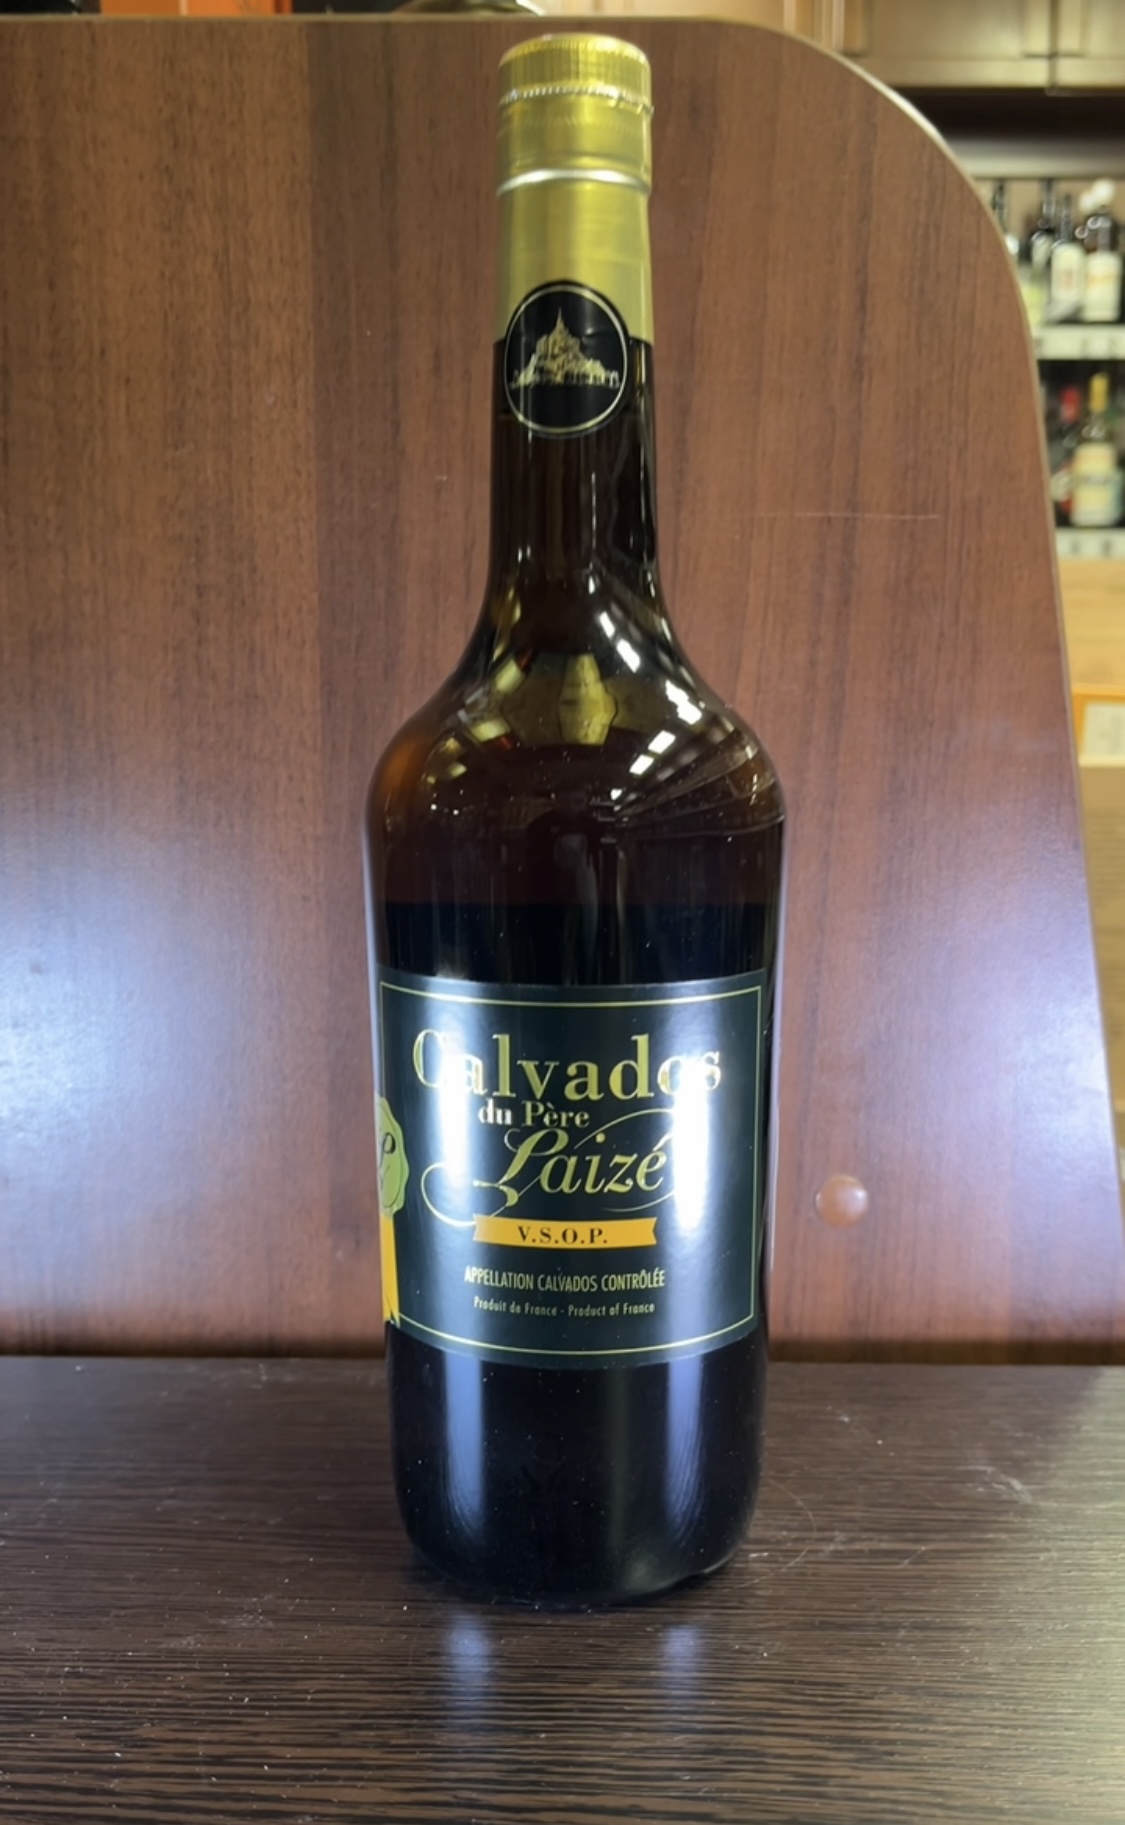 Calvados
du Père
Laizé
V.S.O.P.
APPELLATION CALVADOS CONTRÔLÉE
Produit de France - Product of France
P